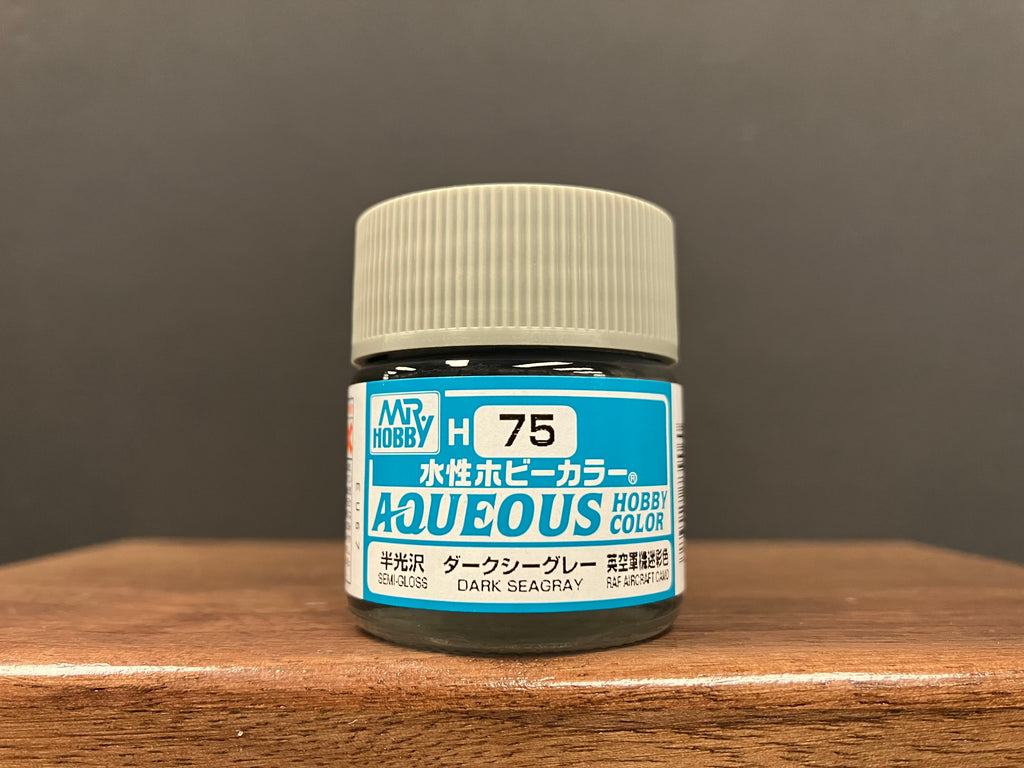 MR. HOBBY
H 75
水性ホビーカラー®
AQUEOUS HOBBY COLOR
半光沢 ダークシーグレー 英空軍機迷彩色
SEMI-GLOSS DARK SEAGRAY RAF AIRCRAFT CAMO
EU67